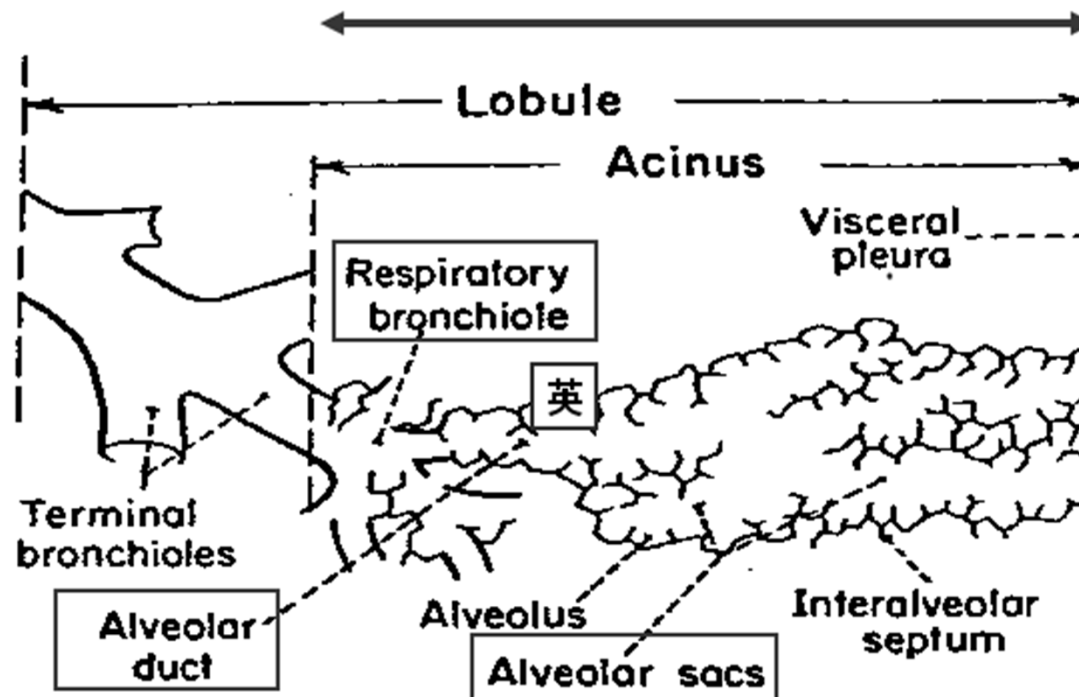 Lobule
Acinus
Visceral
pleura
Respiratory
bronchiole
英
Terminal
bronchioles
Alveolar
duct
Alveolus
Alveolar sacs
Interalveolar
septum